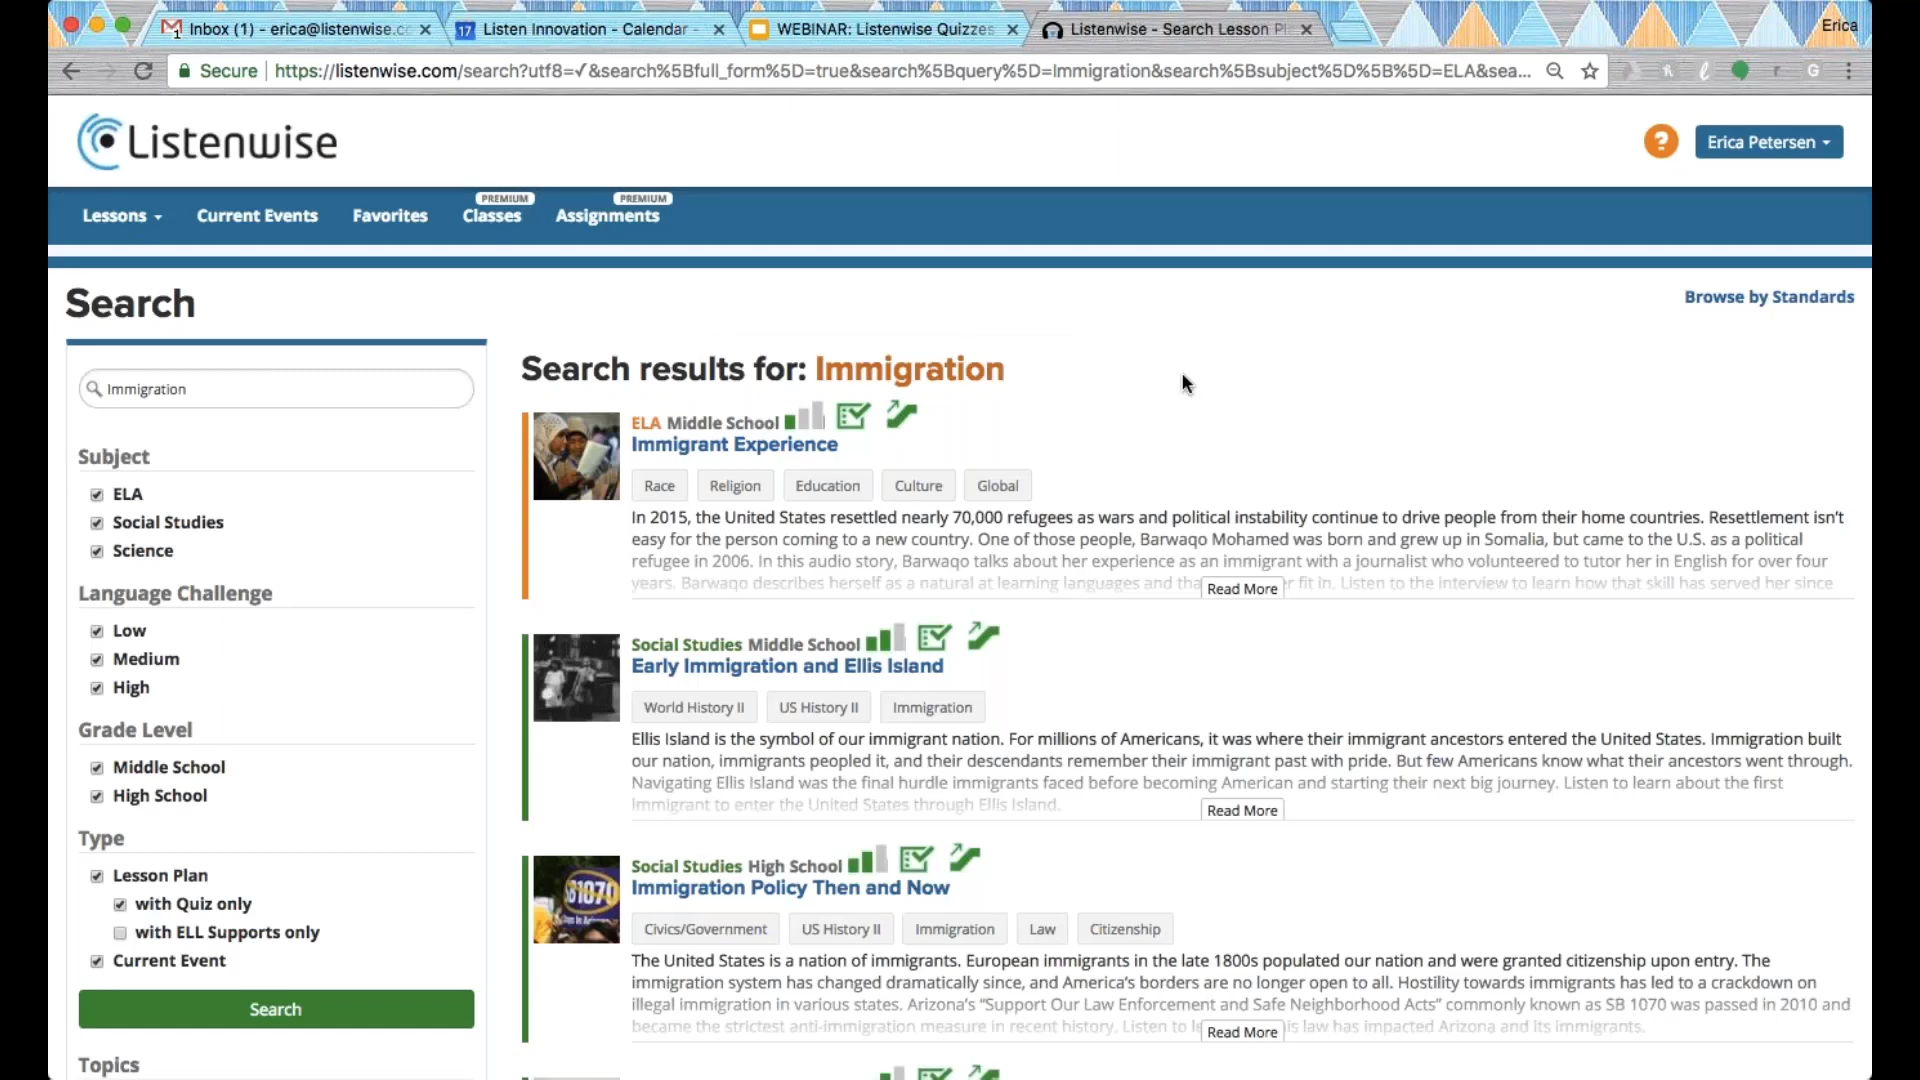 Inbox (1) - erica@listenwise.c
Listen Innovation - Calendar -
WEBINAR: Listenwise Quizzes
Listenwise - Search Lesson Pl
Erica
Secure
https://listenwise.com/search?utf8=✓&search%5Bfull_form%5D=true&search%5Bquery%5D=Immigration&search%5Bsubject%5D%5B%5D=ELA&sea...
Listenwise
?
Erica Petersen
PREMIUM
PREMIUM
Lessons
Current Events
Favorites
Classes
Assignments
Search
Browse by Standards
Immigration
Subject
ELA
Social Studies
Science
Language Challenge
Low
Medium
High
Grade Level
Middle School
High School
Type
Lesson Plan
with Quiz only
with ELL Supports only
Current Event
Search
Topics
Search results for: Immigration
ELA Middle School
Immigrant Experience
Race Religion Education Culture Global
In 2015, the United States resettled nearly 70,000 refugees as wars and political instability continue to drive people from their home countries. Resettlement isn't
easy for the person coming to a new country. One of those people, Barwaqo Mohamed was born and grew up in Somalia, but came to the U.S. as a political
refugee in 2006. In this audio story, Barwaqo talks about her experience as an immigrant with a journalist who volunteered to tutor her in English for over four
years. Barwaqo describes herself as a natural at learning languages and fit in. Listen to the interview to learn how that skill has served her since
Read More
Social Studies Middle School
Early Immigration and Ellis Island
World History II US History II Immigration
Ellis Island is the symbol of our immigrant nation. For millions of Americans, it was where their immigrant ancestors entered the United States. Immigration built
our nation, immigrants peopled it, and their descendants remember their immigrant past with pride. But few Americans know what their ancestors went through.
Navigating Ellis Island was the final hurdle immigrants faced before becoming American and starting their next big journey. Listen to learn about the first
immigrant to enter the United States through Ellis Island.
Read More
SB1070
Social Studies High School
Immigration Policy Then and Now
Civics/Government US History II Immigration Law Citizenship
The United States is a nation of immigrants. European immigrants in the late 1800s populated our nation and were granted citizenship upon entry. The
immigration system has changed dramatically since, and America's borders are no longer open to all. Hostility towards immigrants has led to a crackdown on
illegal immigration in various states. Arizona's "Support Our Law Enforcement and Safe Neighborhood Acts" commonly known as SB 1070 was passed in 2010 and
became the strictest anti-immigration measure in recent history. Listen to law has impacted Arizona and its immigrants.
Read More